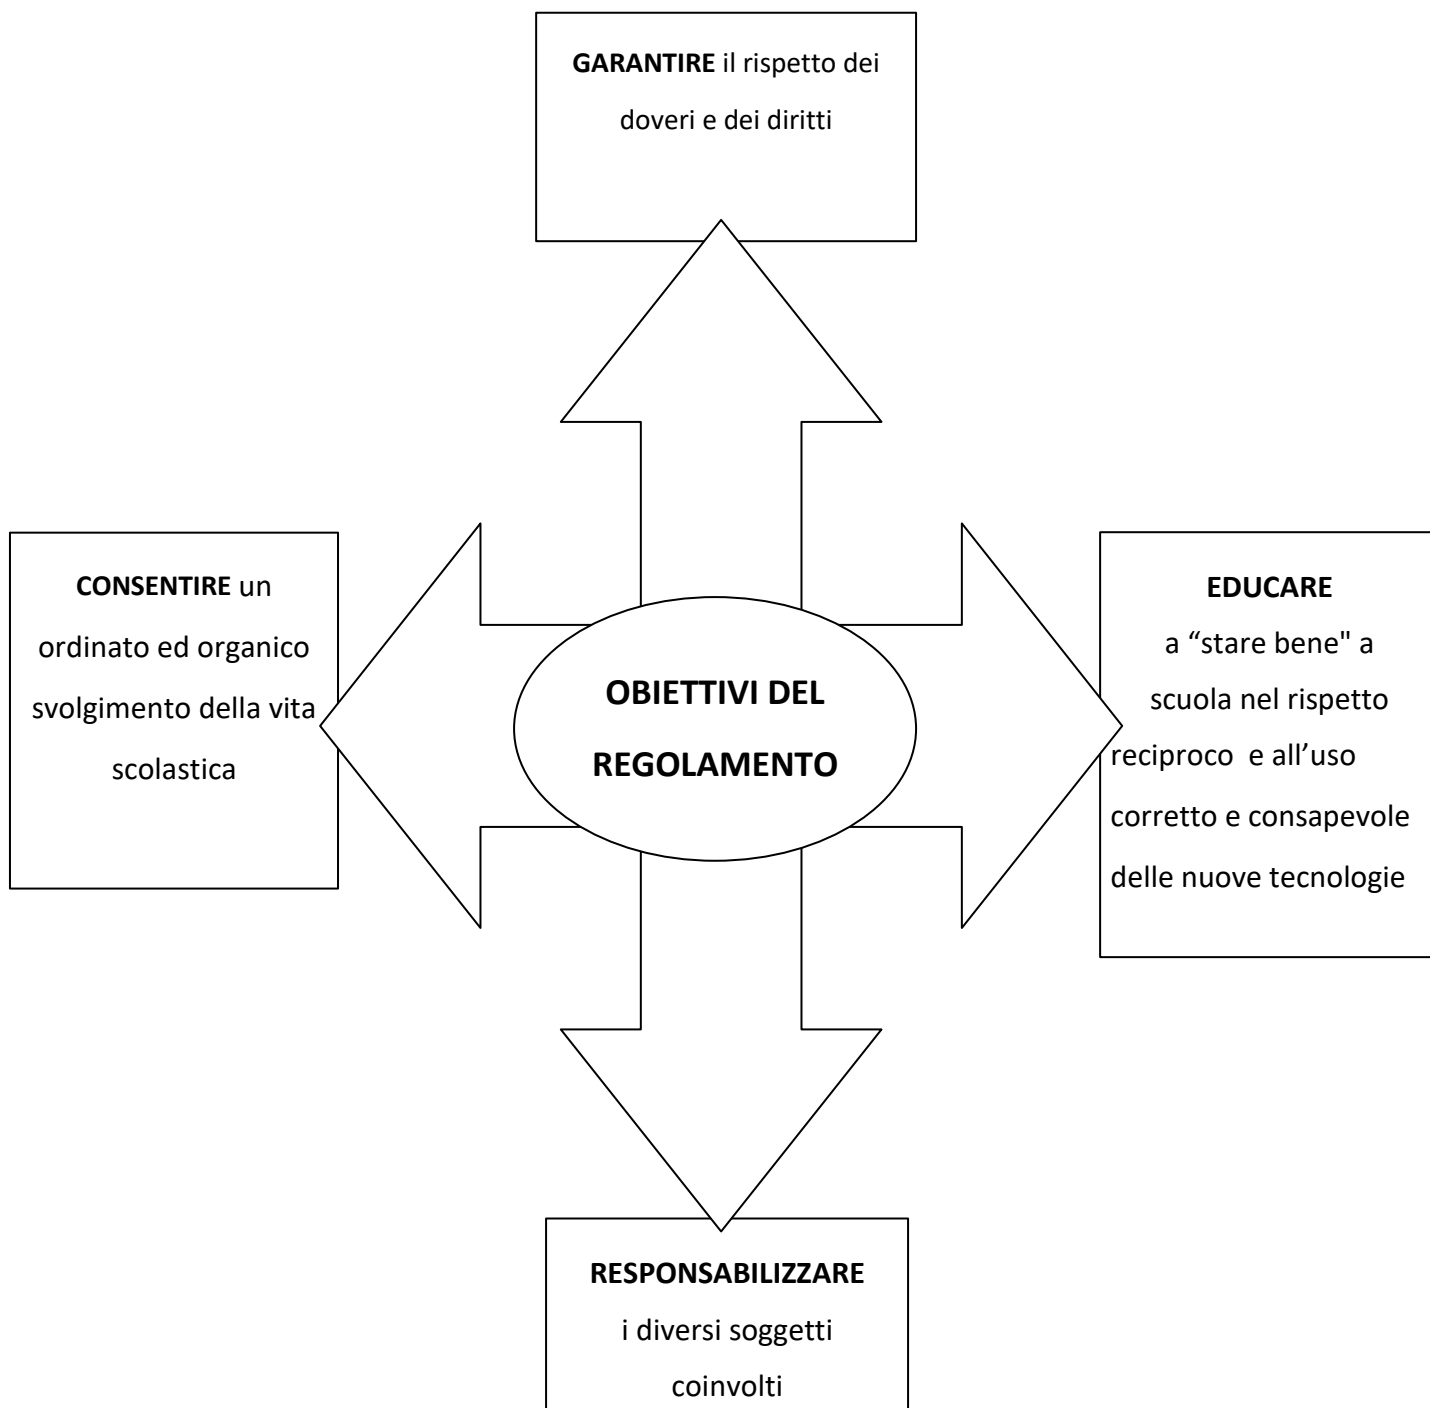 GARANTIRE il rispetto dei
doveri e dei diritti
CONSENTIRE un
ordinato ed organico
svolgimento della vita
scolastica
OBIETTIVI DEL
REGOLAMENTO
EDUCARE
a “stare bene" a
scuola nel rispetto
reciproco  e all’uso
corretto e consapevole
delle nuove tecnologie
RESPONSABILIZZARE
i diversi soggetti
coinvolti